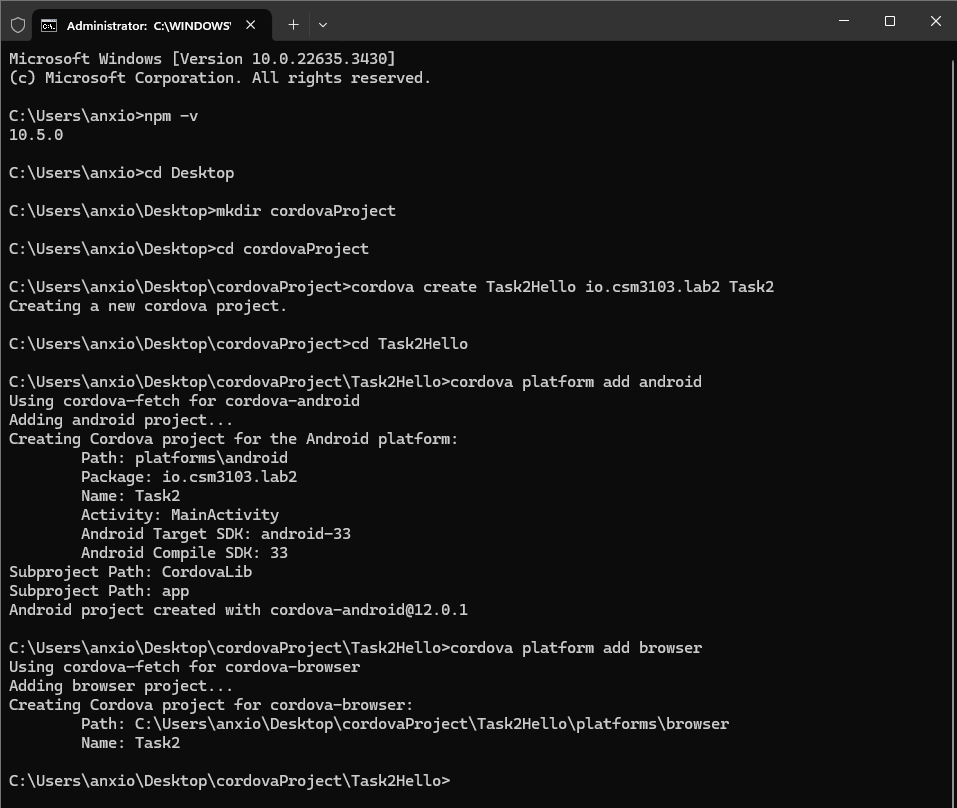 Administrator: C:\WINDOWS'
Microsoft Windows [Version 10.0.22635.3430]
(c) Microsoft Corporation. All rights reserved.
C:\Users\anxio>npm -v
10.5.0
C:\Users\anxio>cd Desktop
C:\Users\anxio\Desktop>mkdir cordovaProject
C:\Users\anxio\Desktop>cd cordovaProject
C:\Users\anxio\Desktop\cordovaProject>cordova create Task2Hello io.csm3103.lab2 Task2
Creating a new cordova project.
C:\Users\anxio\Desktop\cordovaProject>cd Task2Hello
C:\Users\anxio\Desktop\cordovaProject\Task2Hello>cordova platform add android
Using cordova-fetch for cordova-android
Adding android project...
Creating Cordova project for the Android platform:
Path: platforms\android
Package: io.csm3103.lab2
Name: Task2
Activity: MainActivity
Android Target SDK: android-33
Android Compile SDK: 33
Subproject Path: CordovaLib
Subproject Path: app
Android project created with cordova-android@12.0.1
C:\Users\anxio\Desktop\cordovaProject\Task2Hello>cordova platform add browser
Using cordova-fetch for cordova-browser
Adding browser project...
Creating Cordova project for cordova-browser:
Path: C:\Users\anxio\Desktop\cordovaProject\Task2Hello\platforms\browser
Name: Task2
C:\Users\anxio\Desktop\cordovaProject\Task2Hello>